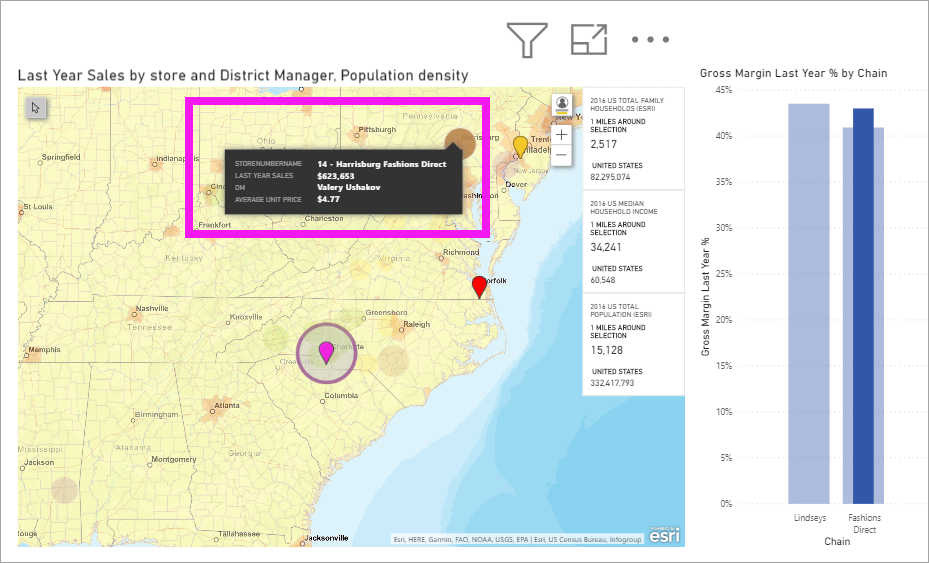 Last Year Sales by store and District Manager, Population density
Pennsylvania
Ohio
Pittsburgh
Springfield
Indianapolis
STORENUMBERNAME 14 - Harrisburg Fashions Direct
LAST YEAR SALES $623,653
DM Valery Ushakov
AVERAGE UNIT PRICE $4.77
New Jersey
Dover
St Louis
Frankfort
Charleston
Richmond
Kentucky
Virginia
Norfolk
Nashville
Tennessee
Knoxville
Greensboro
Raleigh
Memphis
Charlotte
Columbia
Atlanta
Birmingham
Mississippi
Alabama
Georgia
Jackson
Montgomery
Tallahassee
Jacksonville
Esri, HERE, Garmin, FAO, NOAA, USGS, EPA | Esri, US Census Bureau, Infogroup
esri
+
−
2016 US TOTAL FAMILY
HOUSEHOLDS (ESRI)
1 MILES AROUND
SELECTION
2,517
UNITED STATES
82,295,074
2016 US MEDIAN
HOUSEHOLD INCOME
1 MILES AROUND
SELECTION
34,241
UNITED STATES
60,548
2016 US TOTAL
POPULATION (ESRI)
1 MILES AROUND
SELECTION
15,128
UNITED STATES
332,417,793
Gross Margin Last Year % by Chain
Gross Margin Last Year %
45%
40%
35%
30%
25%
20%
15%
10%
5%
0%
Lindseys
Fashions
Direct
Chain